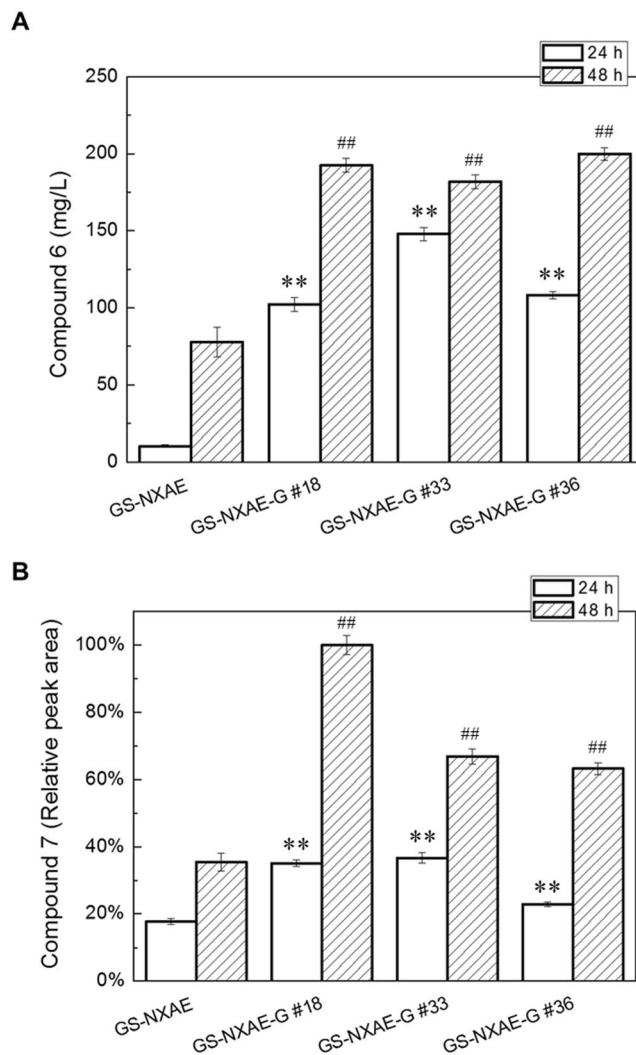 A
24 h
48 h
250
200
150
100
50
0
Compound 6 (mg/L)
##
##
##
**
**
**
GS-NXAE
GS-NXAE-G #18
GS-NXAE-G #33
GS-NXAE-G #36
B
24 h
48 h
100%
80%
60%
40%
20%
0%
Compound 7 (Relative peak area)
##
##
##
**
**
**
GS-NXAE
GS-NXAE-G #18
GS-NXAE-G #33
GS-NXAE-G #36